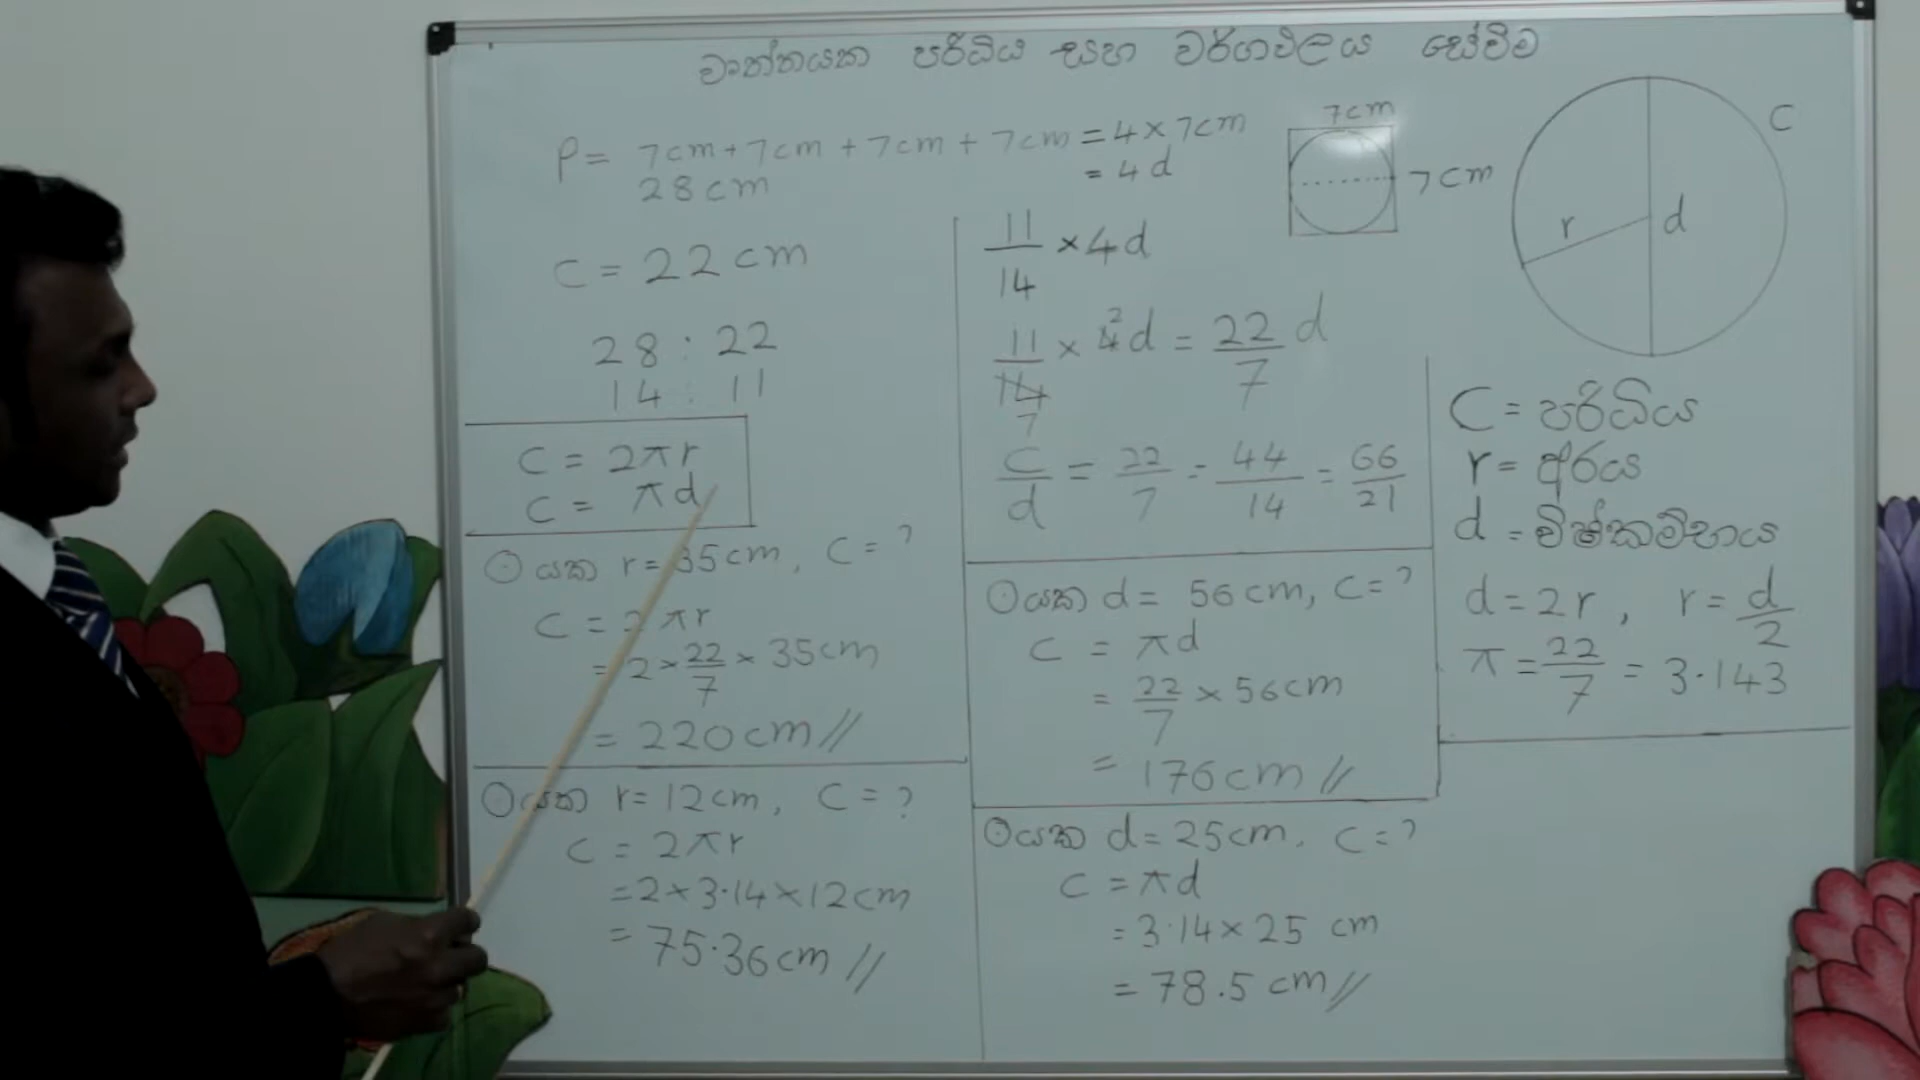 වෘත්තයක පරිධිය සහ වර්ගඵලය සේවීම
P = 7cm + 7cm + 7cm + 7cm = 4 × 7cm
28cm
= 4d
C = 22cm
28 : 22
14 : 11
C = 2πr
C = πd
⊙ යක r = 35cm, C = ?
C = 2πr
= 2 × 22/7 × 35cm
= 220cm //
⊙ යක r = 12cm, C = ?
C = 2πr
= 2 × 3.14 × 12cm
= 75.36cm //
11/14 × 4d
11/14 7 × 4 2 d = 22/7 d
C/d = 22/7 = 44/14 = 66/21
⊙ යක d = 56cm, C = ?
C = πd
= 22/7 × 56cm
= 176cm //
⊙ යක d = 25cm, C = ?
C = πd
= 3.14 × 25 cm
= 78.5 cm //
7cm
7cm
C
r
d
C = පරිධිය
r = අරය
d = විෂ්කම්භාය
d = 2r, r = d/2
π = 22/7 = 3.143